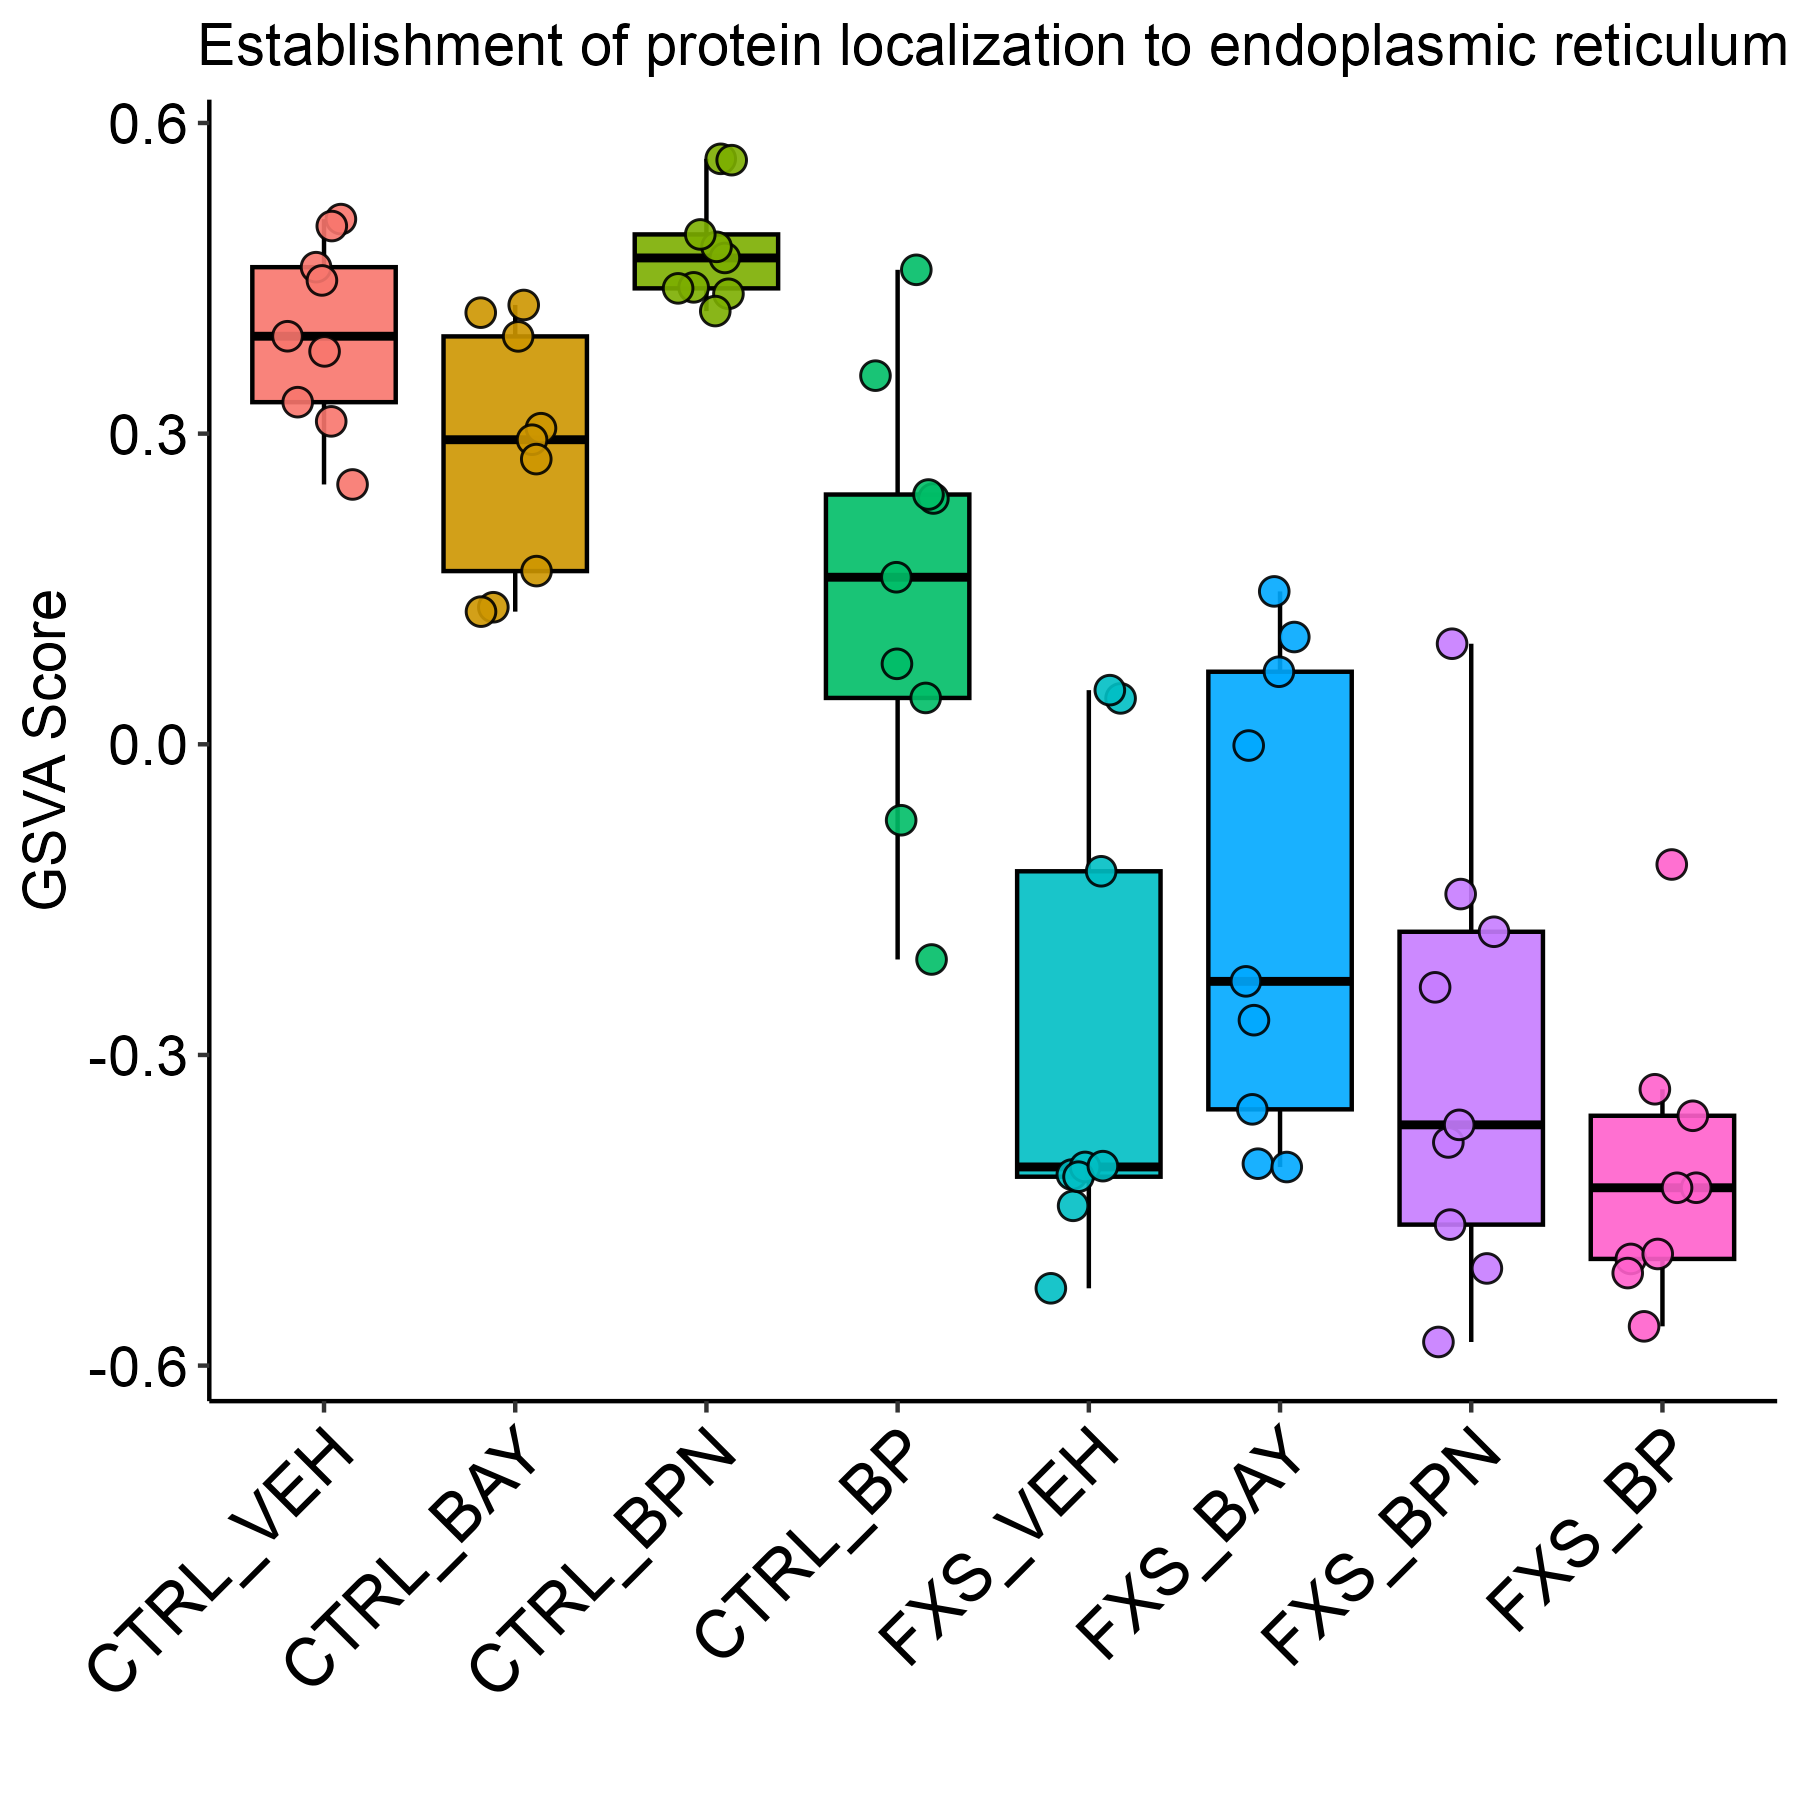 Establishment of protein localization to endoplasmic reticulum
GSVA Score
0.6
0.3
0.0
-0.3
-0.6
CTRL_VEH
CTRL_BAY
CTRL_BPN
CTRL_BP
FXS_VEH
FXS_BAY
FXS_BPN
FXS_BP